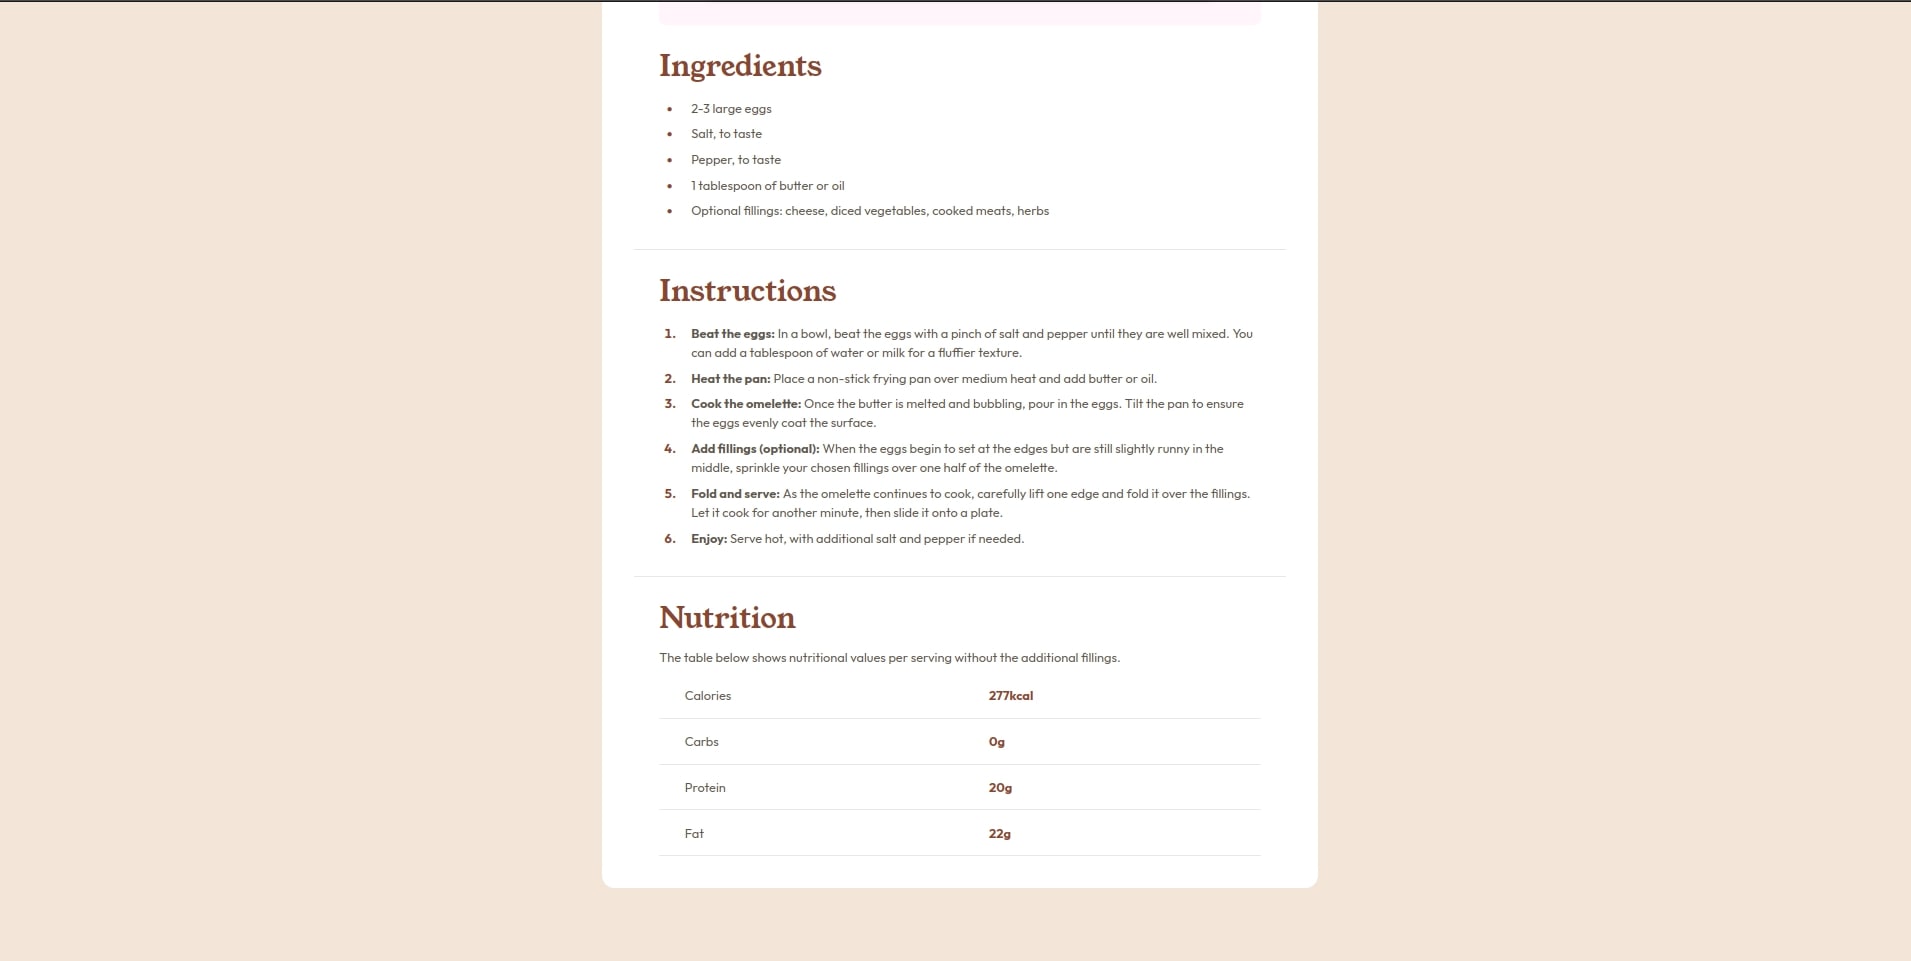 Ingredients
• 2-3 large eggs
• Salt, to taste
• Pepper, to taste
• 1 tablespoon of butter or oil
• Optional fillings: cheese, diced vegetables, cooked meats, herbs
Instructions
1. Beat the eggs: In a bowl, beat the eggs with a pinch of salt and pepper until they are well mixed. You
can add a tablespoon of water or milk for a fluffier texture.
2. Heat the pan: Place a non-stick frying pan over medium heat and add butter or oil.
3. Cook the omelette: Once the butter is melted and bubbling, pour in the eggs. Tilt the pan to ensure
the eggs evenly coat the surface.
4. Add fillings (optional): When the eggs begin to set at the edges but are still slightly runny in the
middle, sprinkle your chosen fillings over one half of the omelette.
5. Fold and serve: As the omelette continues to cook, carefully lift one edge and fold it over the fillings.
Let it cook for another minute, then slide it onto a plate.
6. Enjoy: Serve hot, with additional salt and pepper if needed.
Nutrition
The table below shows nutritional values per serving without the additional fillings.
Calories 277kcal
Carbs 0g
Protein 20g
Fat 22g